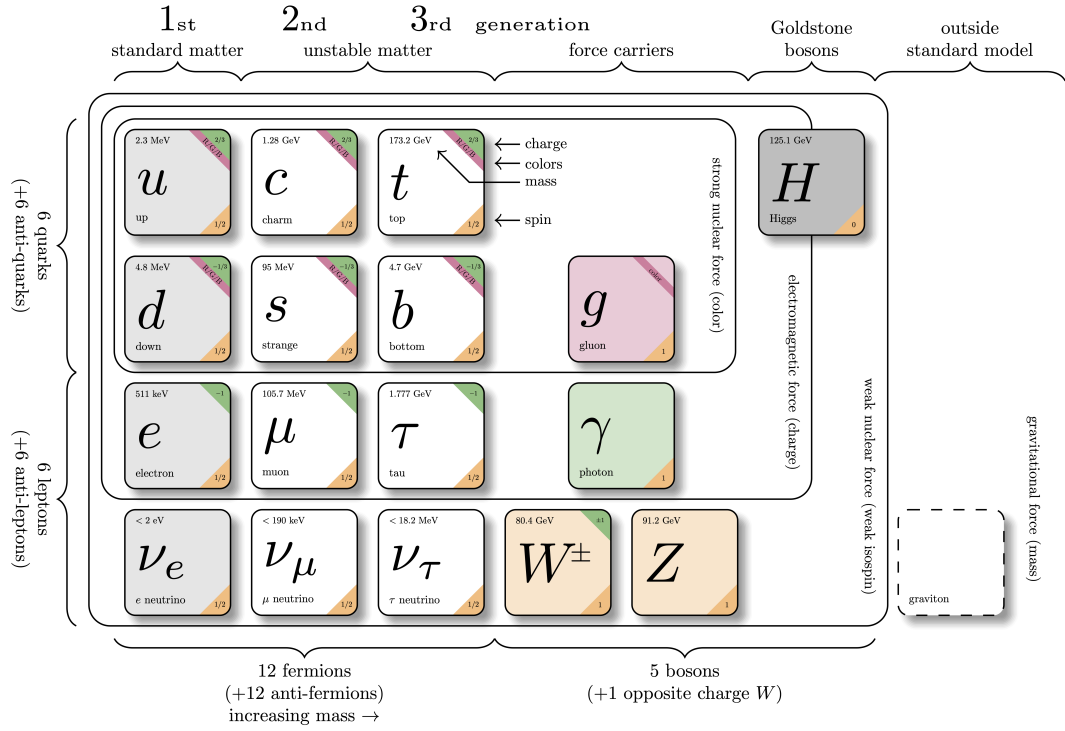 1st 2nd 3rd generation
standard matter
unstable matter
force carriers
Goldstone
bosons
outside
standard model
6 quarks
(+6 anti-quarks)
6 leptons
(+6 anti-leptons)
2.3 MeV
2/3
R/G/B
u
up
1/2
1.28 GeV
2/3
R/G/B
c
charm
1/2
173.2 GeV
2/3
R/G/B
t
top
1/2
charge
colors
mass
spin
strong nuclear force (color)
125.1 GeV
H
Higgs
0
4.8 MeV
−1/3
R/G/B
d
down
1/2
95 MeV
−1/3
R/G/B
s
strange
1/2
4.7 GeV
−1/3
R/G/B
b
bottom
1/2
color
g
gluon
1
electromagnetic force (charge)
511 keV
−1
e
electron
1/2
105.7 MeV
−1
μ
muon
1/2
1.777 GeV
−1
τ
tau
1/2
γ
photon
1
weak nuclear force (weak isospin)
gravitational force (mass)
< 2 eV
νe
e neutrino
1/2
< 190 keV
νμ
μ neutrino
1/2
< 18.2 MeV
ντ
τ neutrino
1/2
80.4 GeV
±1
W±
1
91.2 GeV
Z
1
graviton
12 fermions
(+12 anti-fermions)
increasing mass →
5 bosons
(+1 opposite charge W)